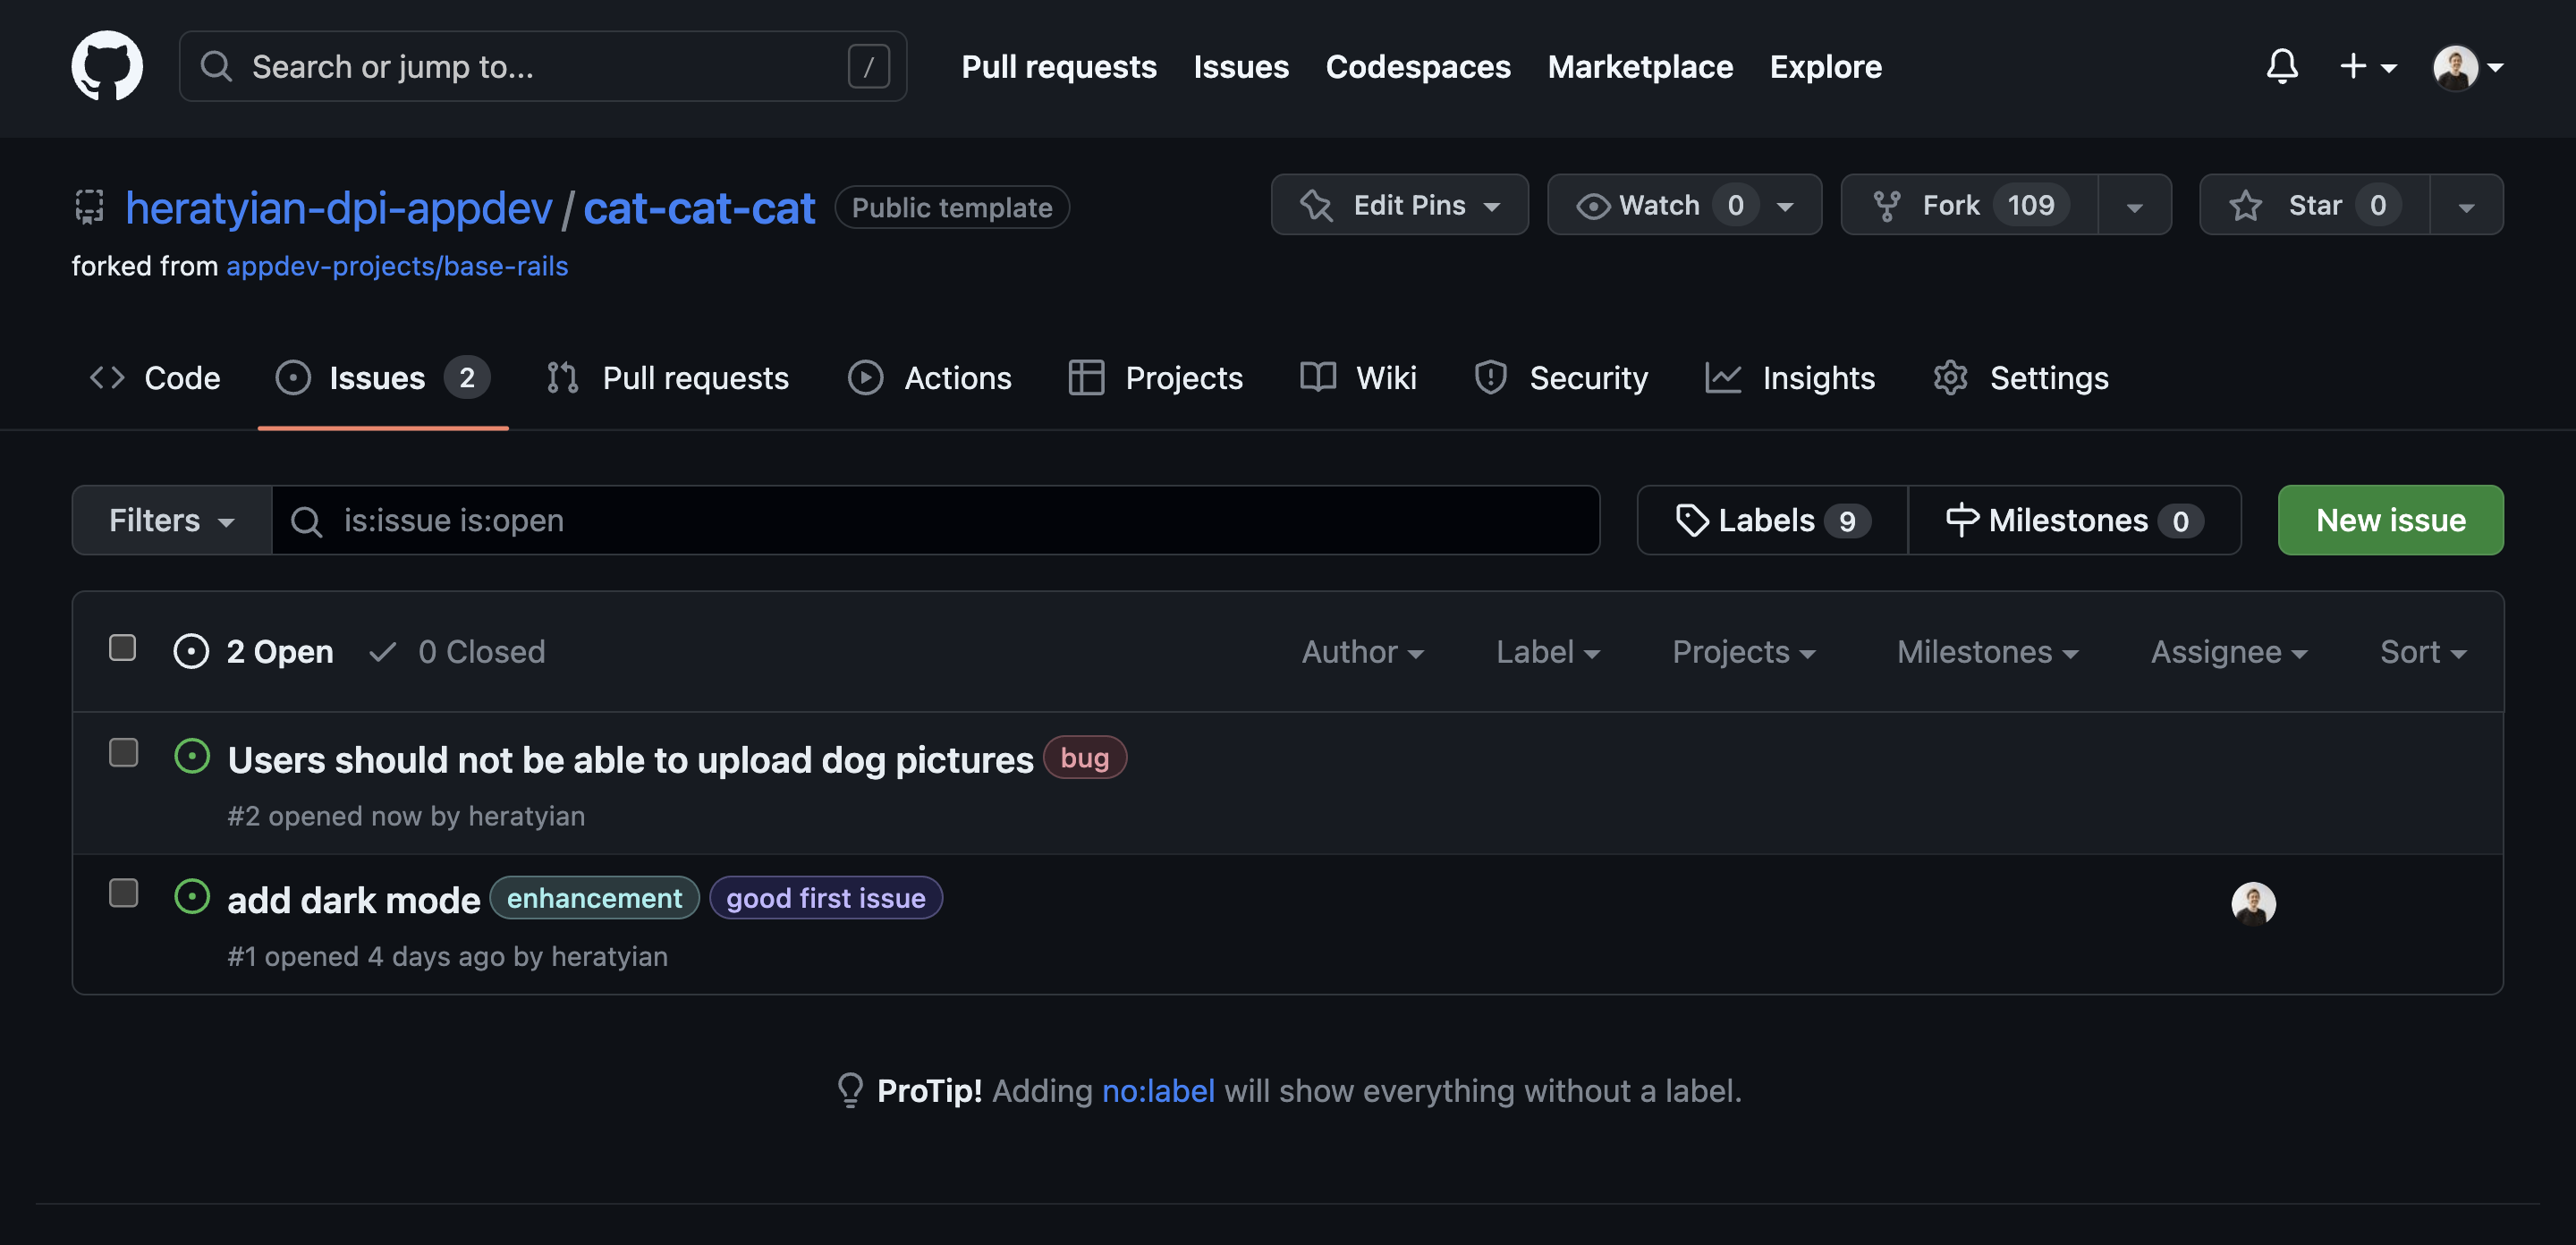 Search or jump to... / Pull requests Issues Codespaces Marketplace Explore
heratyian-dpi-appdev / cat-cat-cat Public template Edit Pins Watch 0 Fork 109 Star 0
forked from appdev-projects/base-rails
Code Issues 2 Pull requests Actions Projects Wiki Security Insights Settings
Filters is:issue is:open Labels 9 Milestones 0 New issue
2 Open 0 Closed Author Label Projects Milestones Assignee Sort
Users should not be able to upload dog pictures bug
#2 opened now by heratyian
add dark mode enhancement good first issue
#1 opened 4 days ago by heratyian
ProTip! Adding no:label will show everything without a label.